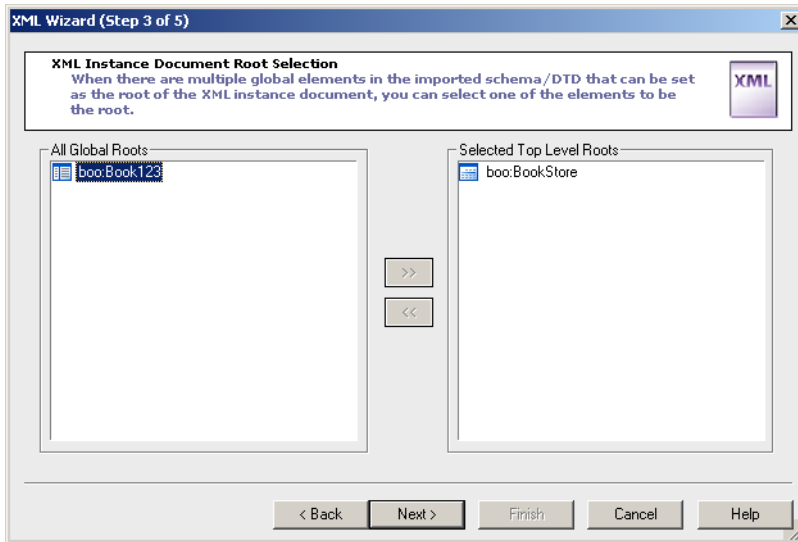 XML Wizard (Step 3 of 5)
XML Instance Document Root Selection
When there are multiple global elements in the imported schema/DTD that can be set
as the root of the XML instance document, you can select one of the elements to be
the root.
XML
All Global Roots
boo:Book123
Selected Top Level Roots
boo:BookStore
>>
<<
< Back
Next >
Finish
Cancel
Help